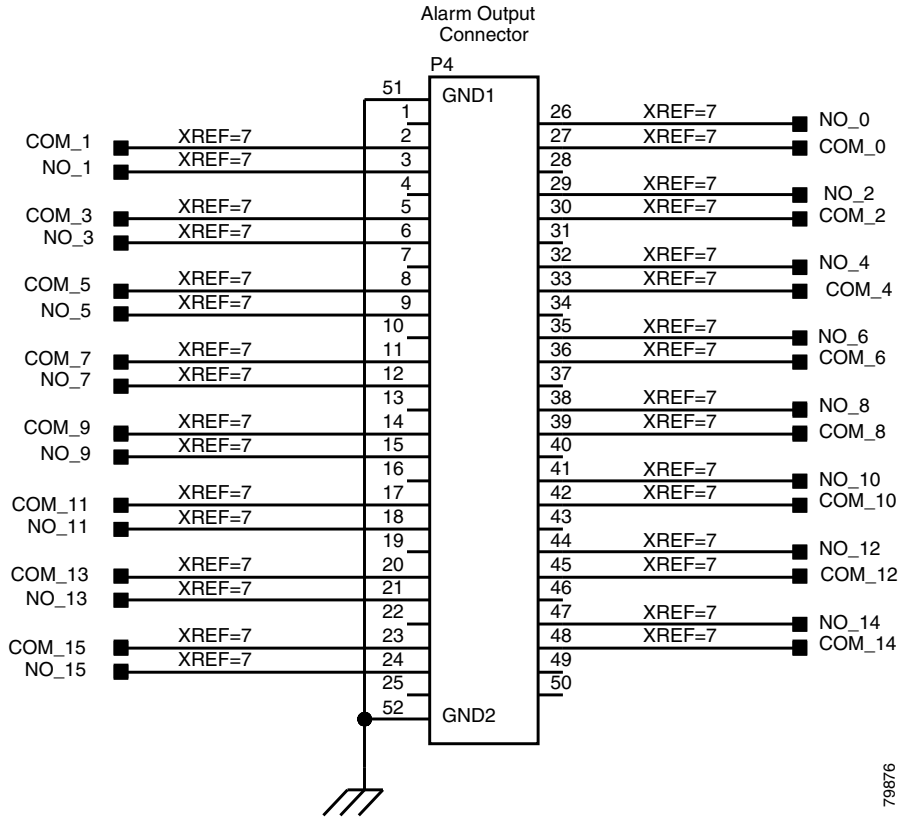 Alarm Output
Connector
P4
51
GND1
1
26
XREF=7
NO_0
COM_1
XREF=7
2
27
XREF=7
COM_0
NO_1
XREF=7
3
28
4
29
XREF=7
NO_2
COM_3
XREF=7
5
30
XREF=7
COM_2
NO_3
XREF=7
6
31
7
32
XREF=7
NO_4
COM_5
XREF=7
8
33
XREF=7
COM_4
NO_5
XREF=7
9
34
10
35
XREF=7
NO_6
COM_7
XREF=7
11
36
XREF=7
COM_6
NO_7
XREF=7
12
37
13
38
XREF=7
NO_8
COM_9
XREF=7
14
39
XREF=7
COM_8
NO_9
XREF=7
15
40
16
41
XREF=7
NO_10
COM_11
XREF=7
17
42
XREF=7
COM_10
NO_11
XREF=7
18
43
19
44
XREF=7
NO_12
COM_13
XREF=7
20
45
XREF=7
COM_12
NO_13
XREF=7
21
46
22
47
XREF=7
NO_14
COM_15
XREF=7
23
48
XREF=7
COM_14
NO_15
XREF=7
24
49
25
50
52
GND2
79876